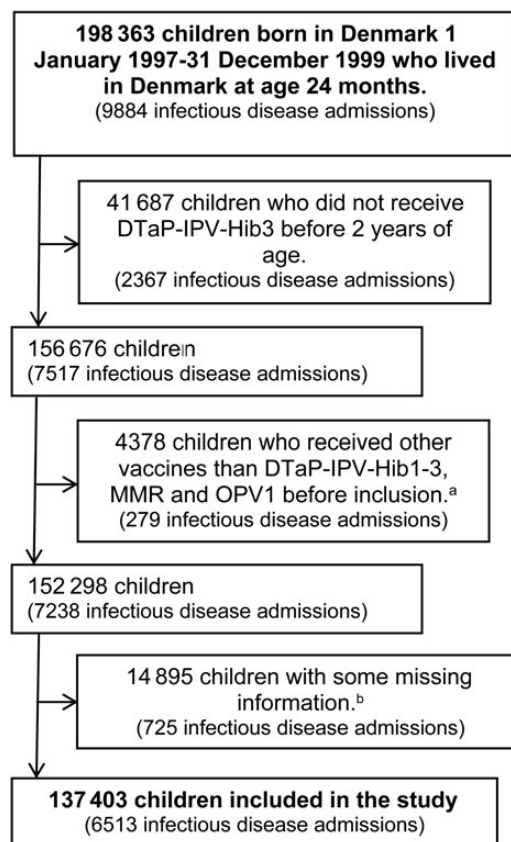 198 363 children born in Denmark 1
January 1997-31 December 1999 who lived
in Denmark at age 24 months.
(9884 infectious disease admissions)
41 687 children who did not receive
DTaP-IPV-Hib3 before 2 years of
age.
(2367 infectious disease admissions)
156 676 children
(7517 infectious disease admissions)
4378 children who received other
vaccines than DTaP-IPV-Hib1-3,
MMR and OPV1 before inclusion.ᵃ
(279 infectious disease admissions)
152 298 children
(7238 infectious disease admissions)
14 895 children with some missing
information.ᵇ
(725 infectious disease admissions)
137 403 children included in the study
(6513 infectious disease admissions)